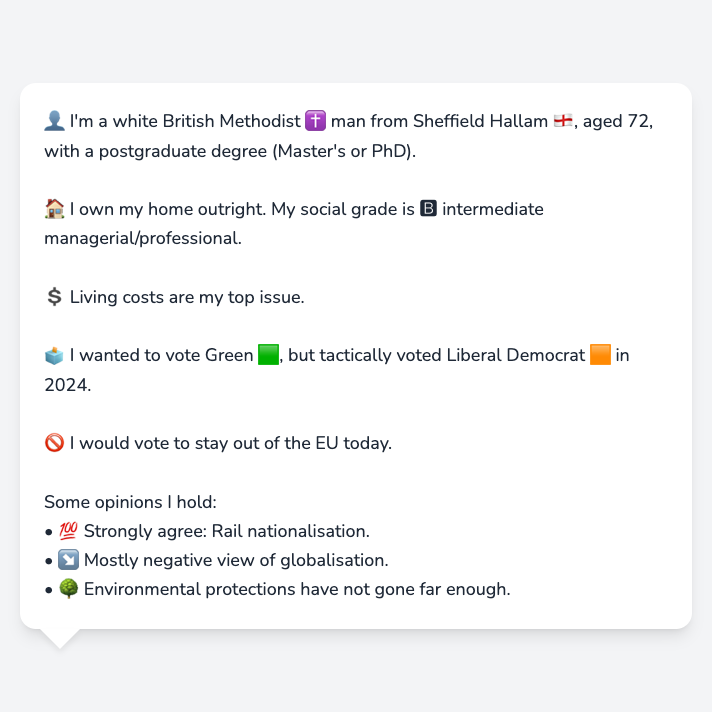 👤 I'm a white British Methodist ✝️ man from Sheffield Hallam 🏴󠁧󠁢󠁥󠁮󠁧󠁿, aged 72,
with a postgraduate degree (Master's or PhD).
🏠 I own my home outright. My social grade is 🅱 intermediate
managerial/professional.
💲 Living costs are my top issue.
🗳️ I wanted to vote Green 🟩, but tactically voted Liberal Democrat 🟧 in
2024.
🚫 I would vote to stay out of the EU today.
Some opinions I hold:
• 💯 Strongly agree: Rail nationalisation.
• ↘️ Mostly negative view of globalisation.
• 🌳 Environmental protections have not gone far enough.